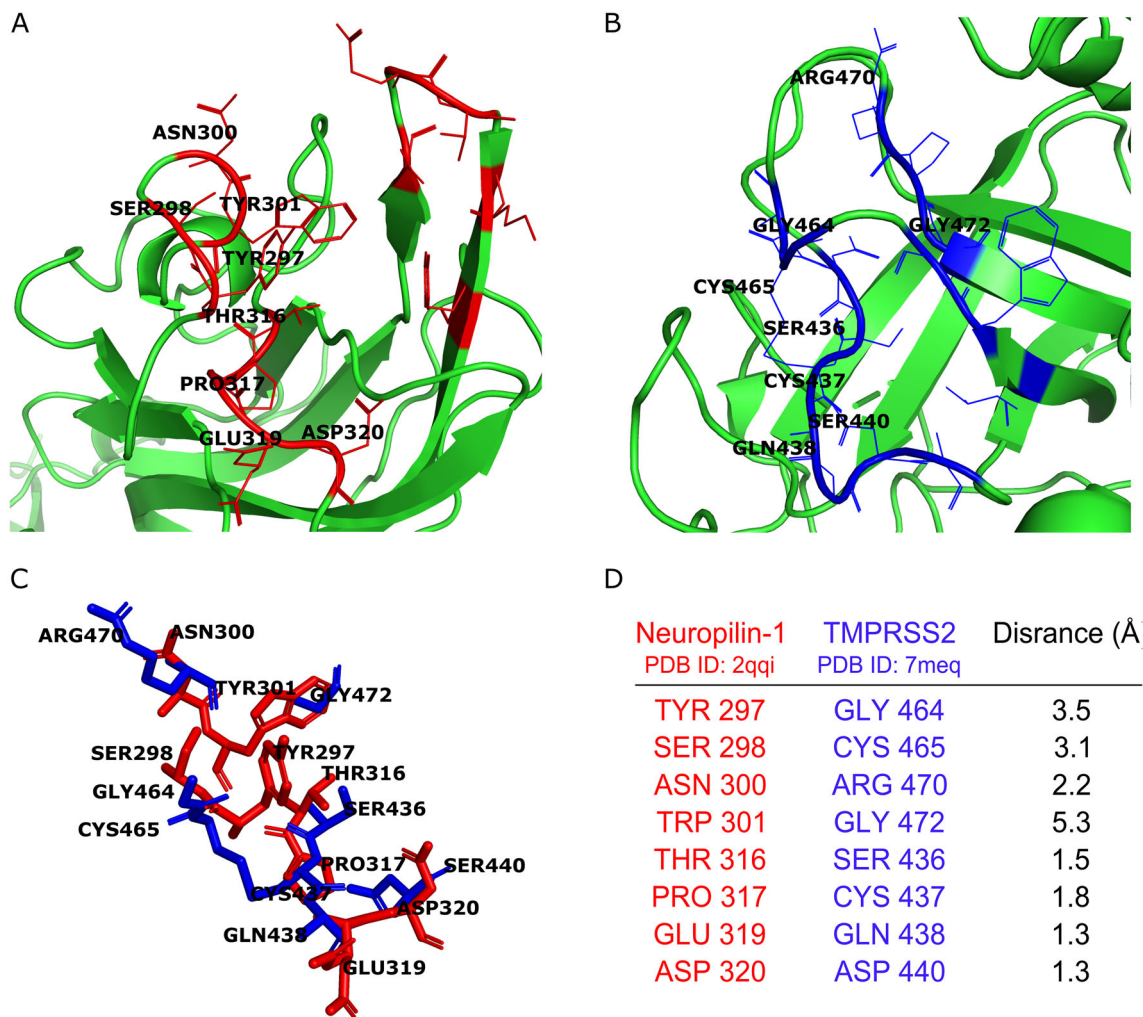 A
ASN300
SER298
TYR301
TYR297
THR316
PRO317
GLU319
ASP320
B
ARG470
GLY464
GLY472
CYS465
SER436
CYS437
SER440
GLN438
C
ARG470
ASN300
TYR301
GLY472
SER298
TYR297
GLY464
THR316
CYS465
SER436
PRO317
SER440
CYS437
ASP320
GLN438
GLU319
D
Neuropilin-1 TMPRSS2 Disrance (Å)
PDB ID: 2qqi PDB ID: 7meq
TYR 297 GLY 464 3.5
SER 298 CYS 465 3.1
ASN 300 ARG 470 2.2
TRP 301 GLY 472 5.3
THR 316 SER 436 1.5
PRO 317 CYS 437 1.8
GLU 319 GLN 438 1.3
ASP 320 ASP 440 1.3